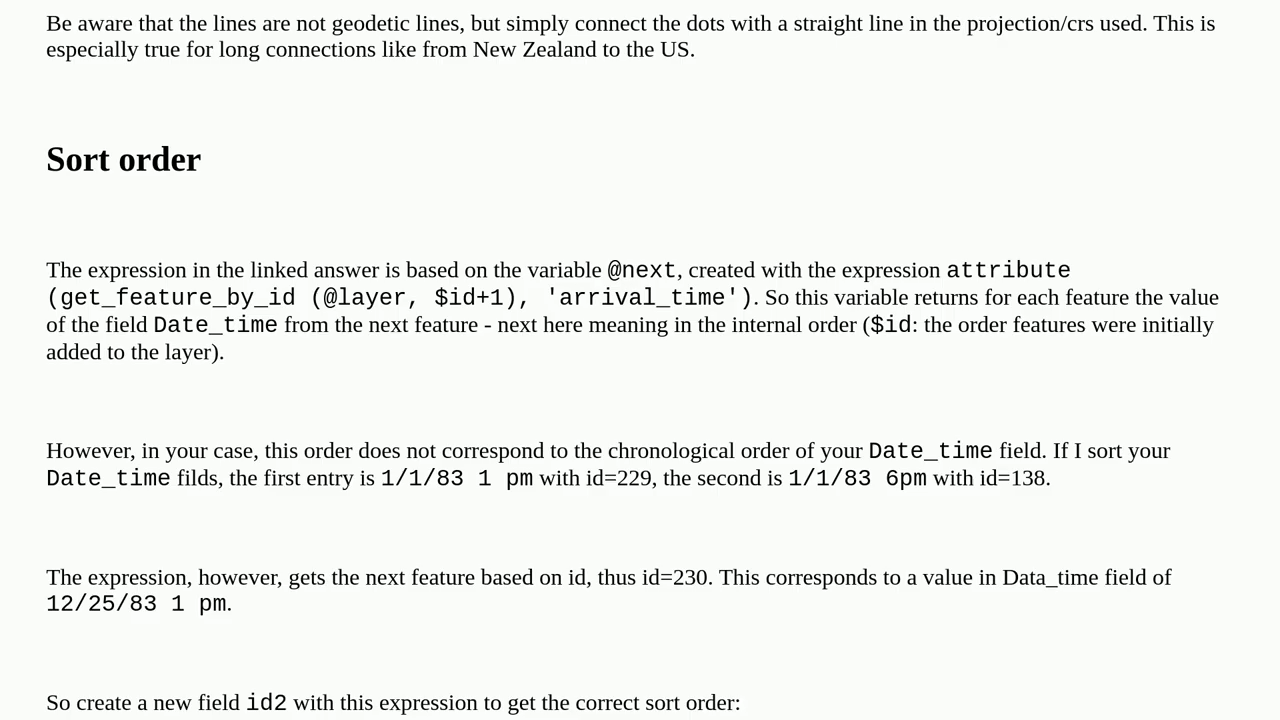 Be aware that the lines are not geodetic lines, but simply connect the dots with a straight line in the projection/crs used. This is
especially true for long connections like from New Zealand to the US.
Sort order
The expression in the linked answer is based on the variable @next, created with the expression attribute
(get_feature_by_id (@layer, $id+1), 'arrival_time'). So this variable returns for each feature the value
of the field Date_time from the next feature - next here meaning in the internal order ($id: the order features were initially
added to the layer).
However, in your case, this order does not correspond to the chronological order of your Date_time field. If I sort your
Date_time filds, the first entry is 1/1/83 1 pm with id=229, the second is 1/1/83 6pm with id=138.
The expression, however, gets the next feature based on id, thus id=230. This corresponds to a value in Data_time field of
12/25/83 1 pm.
So create a new field id2 with this expression to get the correct sort order: